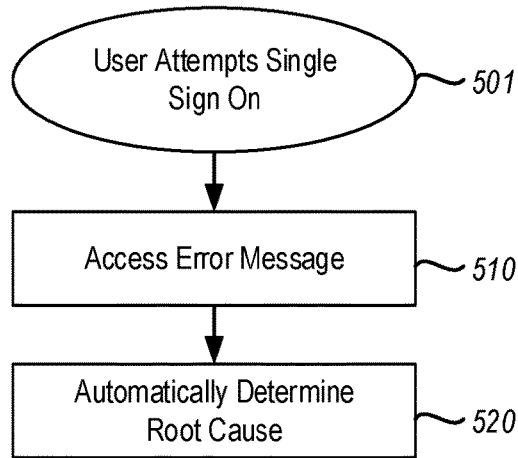 User Attempts Single
Sign On
501
Access Error Message
510
Automatically Determine
Root Cause
520